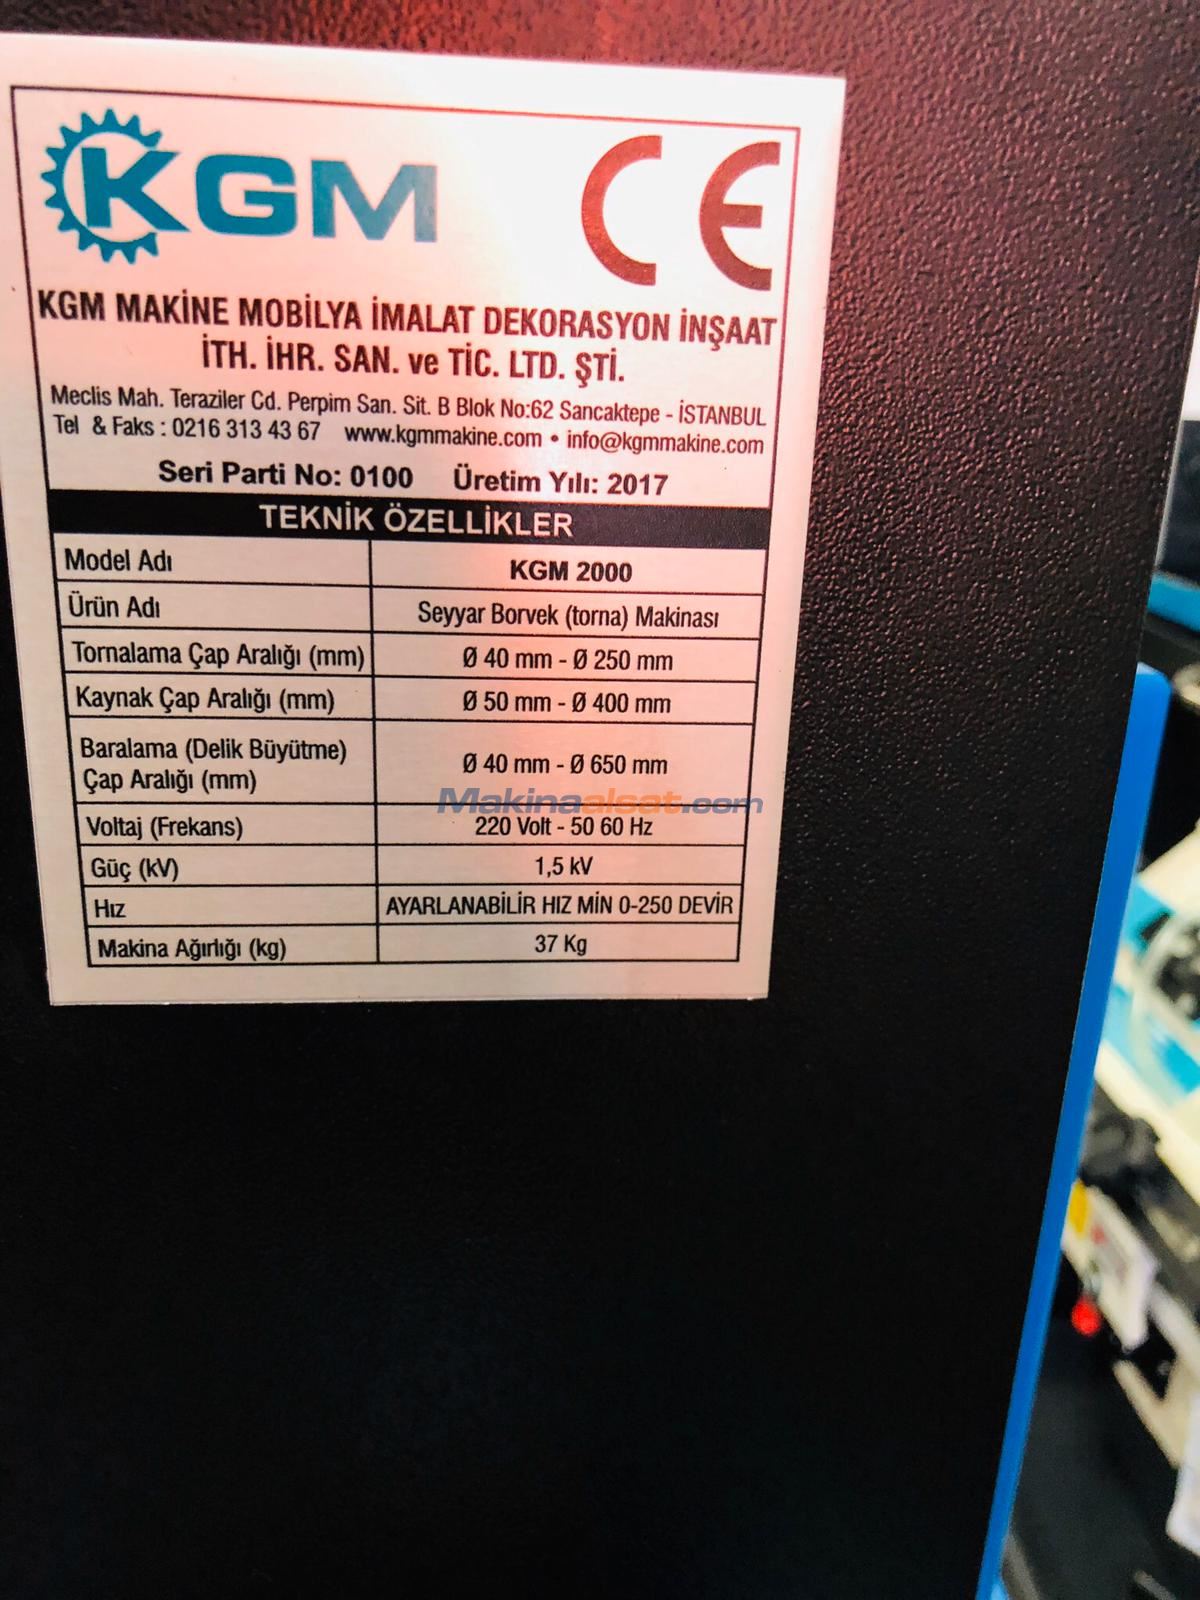 KGM CE
KGM MAKİNE MOBİLYA İMALAT DEKORASYON İNŞAAT
İTH. İHR. SAN. ve TİC. LTD. ŞTİ.
Meclis Mah. Teraziler Cd. Perpim San. Sit. B Blok No:62 Sancaktepe - İSTANBUL
Tel & Faks : 0216 313 43 67 www.kgmmakine.com • info@kgmmakine.com
Seri Parti No: 0100 Üretim Yılı: 2017
TEKNİK ÖZELLİKLER
Model Adı KGM 2000
Ürün Adı Seyyar Borvek (torna) Makinası
Tornalama Çap Aralığı (mm) Ø 40 mm - Ø 250 mm
Kaynak Çap Aralığı (mm) Ø 50 mm - Ø 400 mm
Baralama (Delik Büyütme)
Çap Aralığı (mm) Ø 40 mm - Ø 650 mm
Makinaalsat.com
Voltaj (Frekans) 220 Volt - 50 60 Hz
Güç (kV) 1,5 kV
Hız AYARLANABİLİR HIZ MİN 0-250 DEVİR
Makina Ağırlığı (kg) 37 Kg